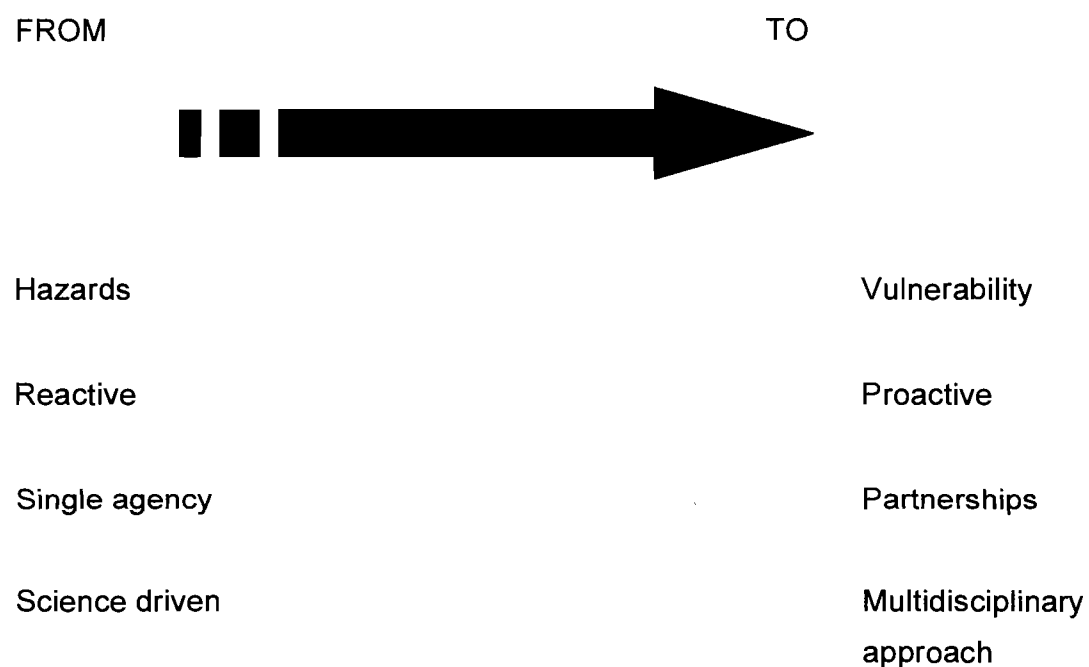 FROM TO
Hazards Vulnerability
Reactive Proactive
Single agency Partnerships
Science driven Multidisciplinary
approach